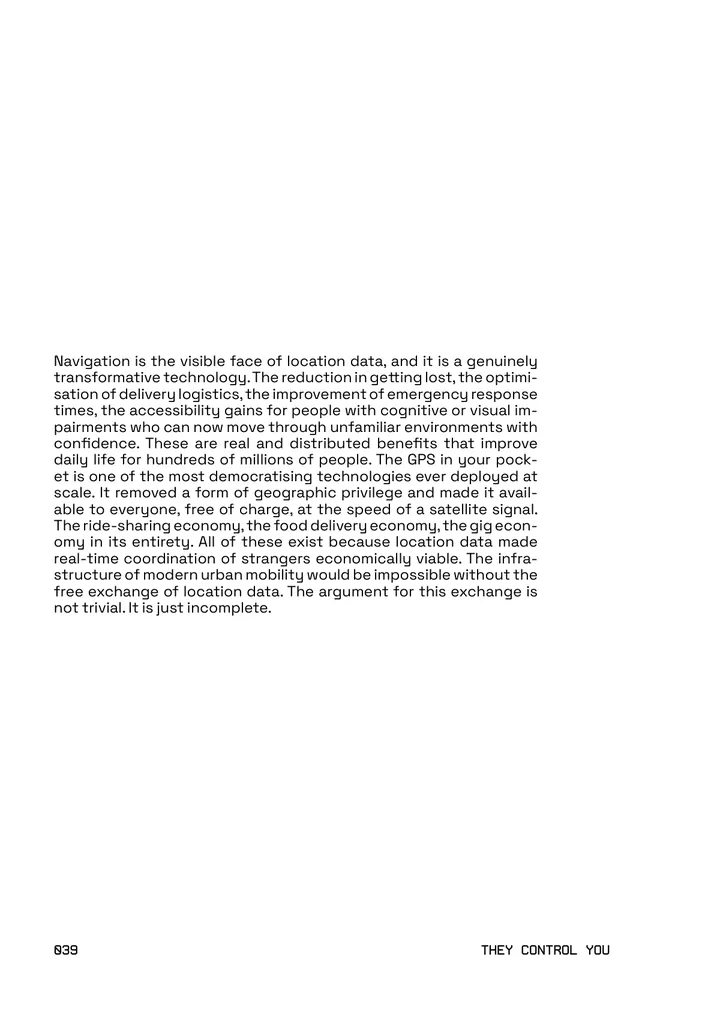 Navigation is the visible face of location data, and it is a genuinely
transformative technology. The reduction in getting lost, the optimi-
sation of delivery logistics, the improvement of emergency response
times, the accessibility gains for people with cognitive or visual im-
pairments who can now move through unfamiliar environments with
confidence. These are real and distributed benefits that improve
daily life for hundreds of millions of people. The GPS in your pock-
et is one of the most democratising technologies ever deployed at
scale. It removed a form of geographic privilege and made it avail-
able to everyone, free of charge, at the speed of a satellite signal.
The ride-sharing economy, the food delivery economy, the gig econ-
omy in its entirety. All of these exist because location data made
real-time coordination of strangers economically viable. The infra-
structure of modern urban mobility would be impossible without the
free exchange of location data. The argument for this exchange is
not trivial. It is just incomplete.
039
THEY CONTROL YOU